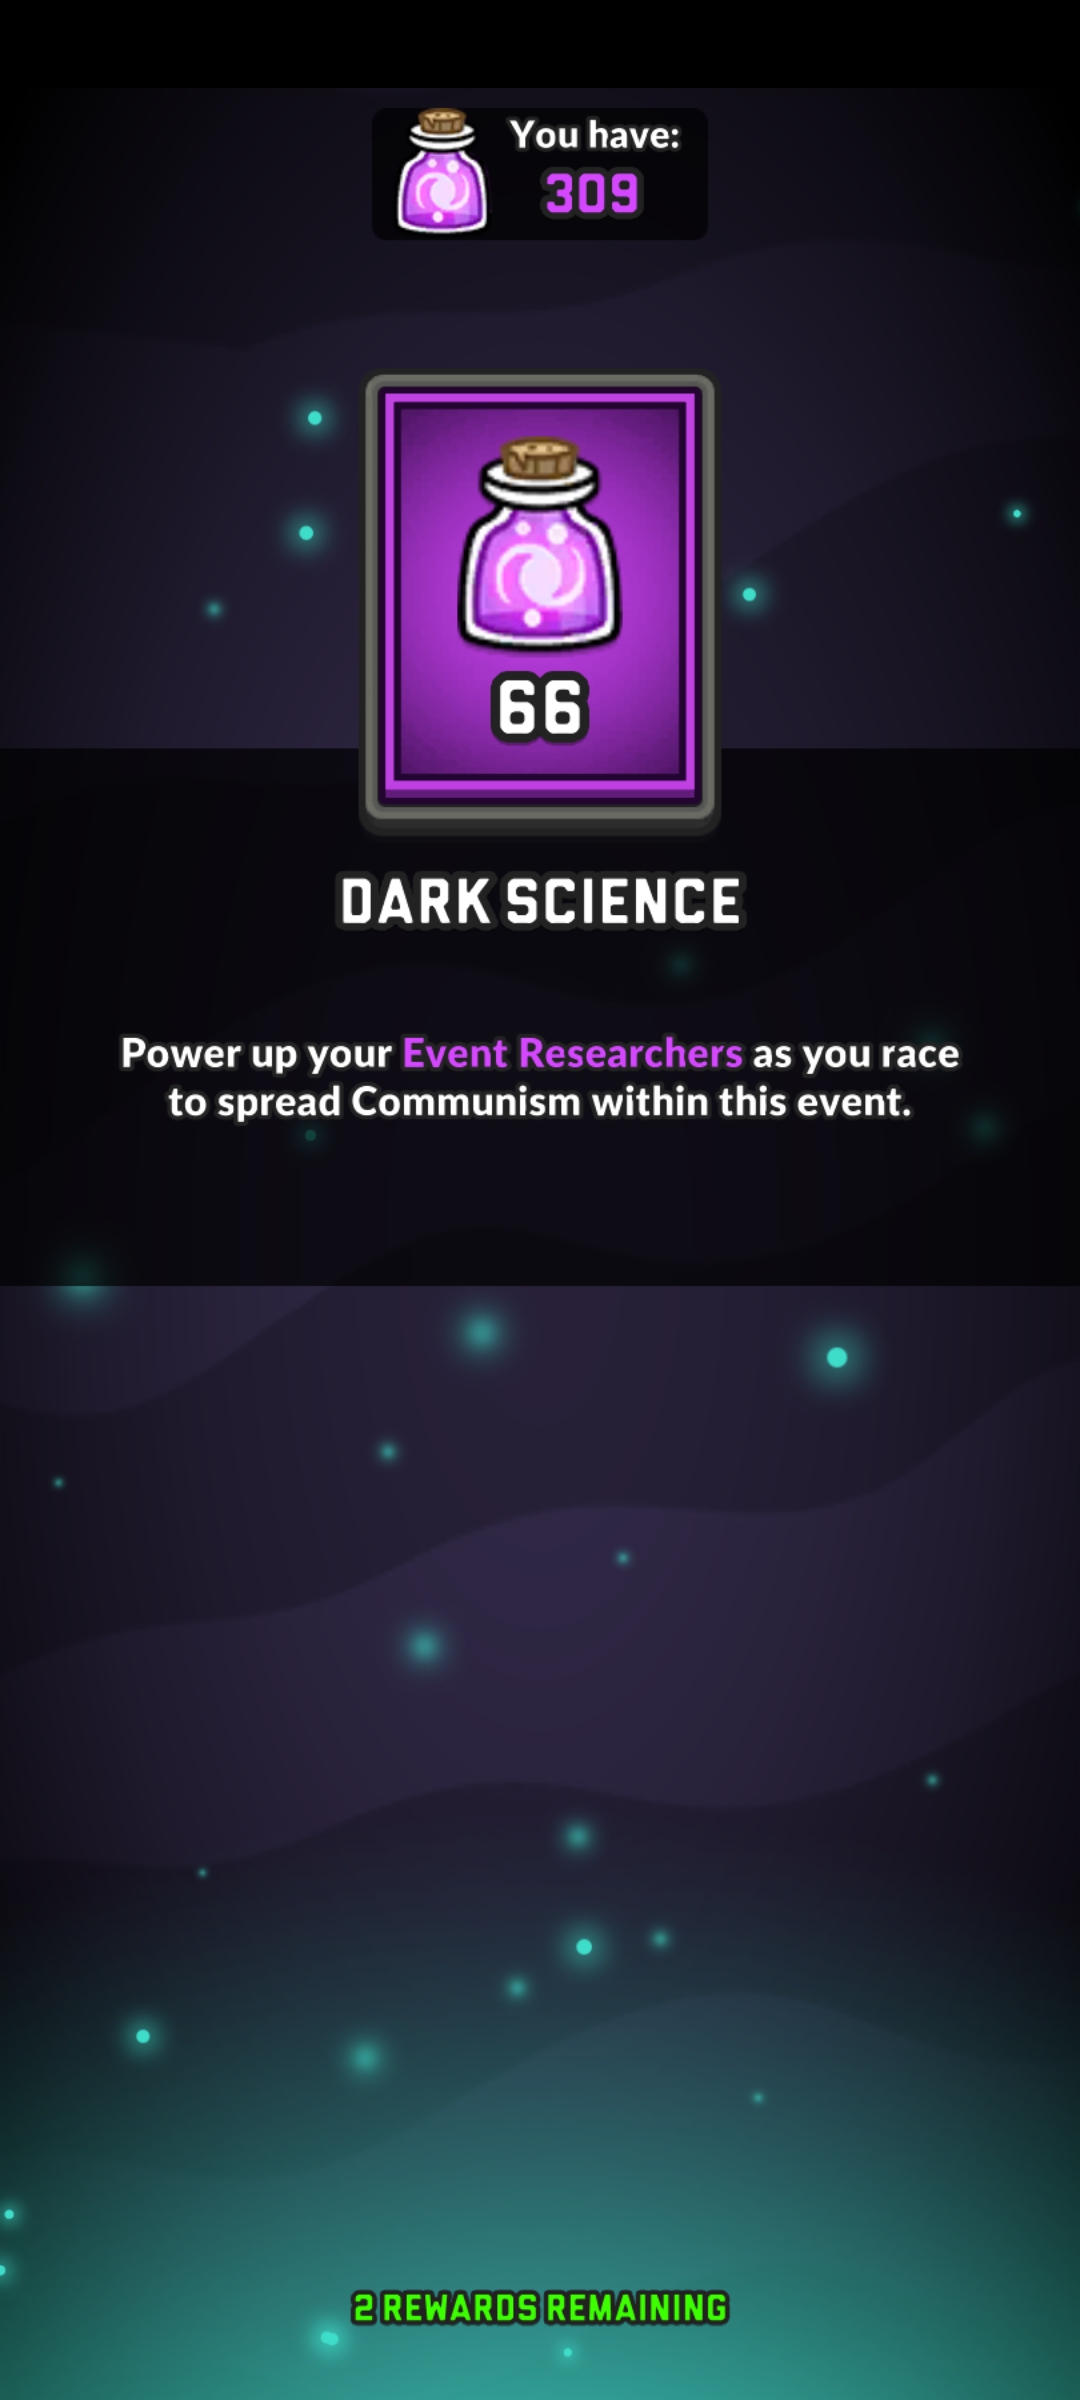 You have:
309
66
DARK SCIENCE
Power up your Event Researchers as you race
to spread Communism within this event.
2 REWARDS REMAINING